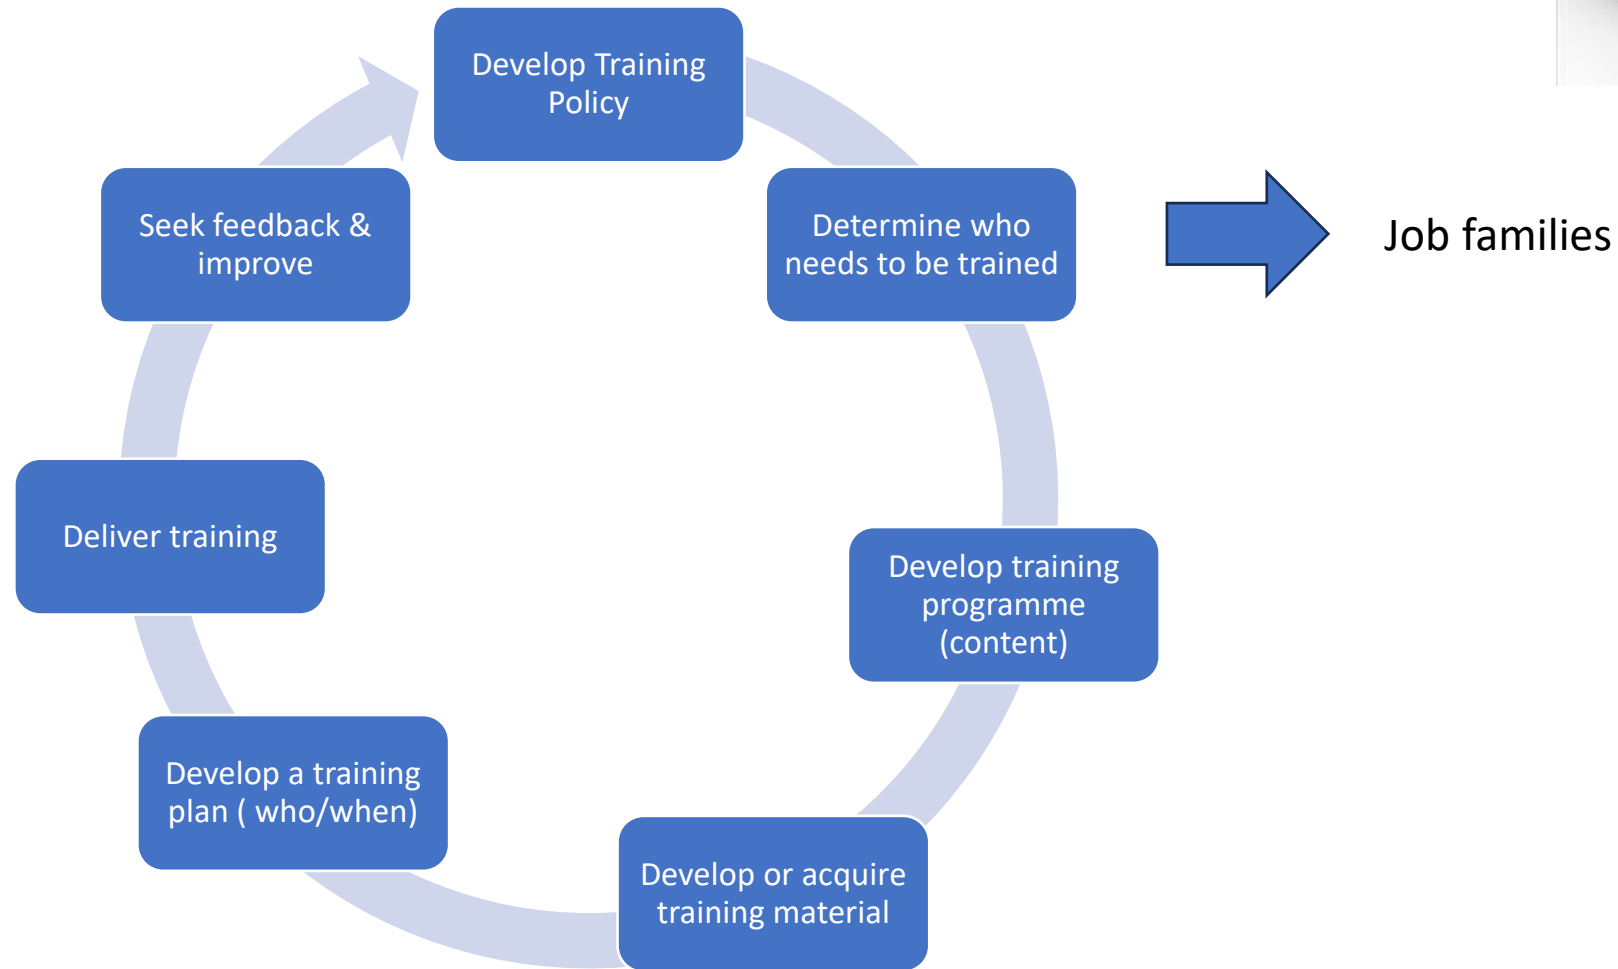 Develop Training
Policy
Determine who
needs to be trained
Job families
Develop training
programme
(content)
Develop or acquire
training material
Develop a training
plan ( who/when)
Deliver training
Seek feedback &
improve